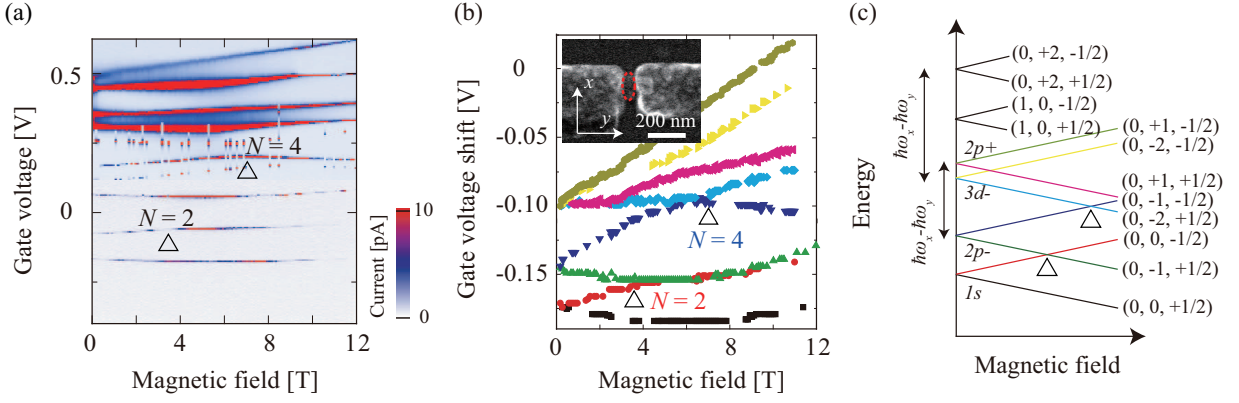 (a)
Gate voltage [V]
0.5
0
N = 4
N = 2
Current [pA]
10
0
0 4 8 12
Magnetic field [T]
(b)
Gate voltage shift [V]
0
-0.05
-0.10
-0.15
x
y
200 nm
N = 4
N = 2
0 4 8 12
Magnetic field [T]
(c)
Energy
ħωx-ħωy
ħωx-ħωy
2p+
3d-
2p-
1s
(0, +2, -1/2)
(0, +2, +1/2)
(1, 0, -1/2)
(1, 0, +1/2)
(0, +1, -1/2)
(0, -2, -1/2)
(0, +1, +1/2)
(0, -1, -1/2)
(0, -2, +1/2)
(0, 0, -1/2)
(0, -1, +1/2)
(0, 0, +1/2)
Magnetic field